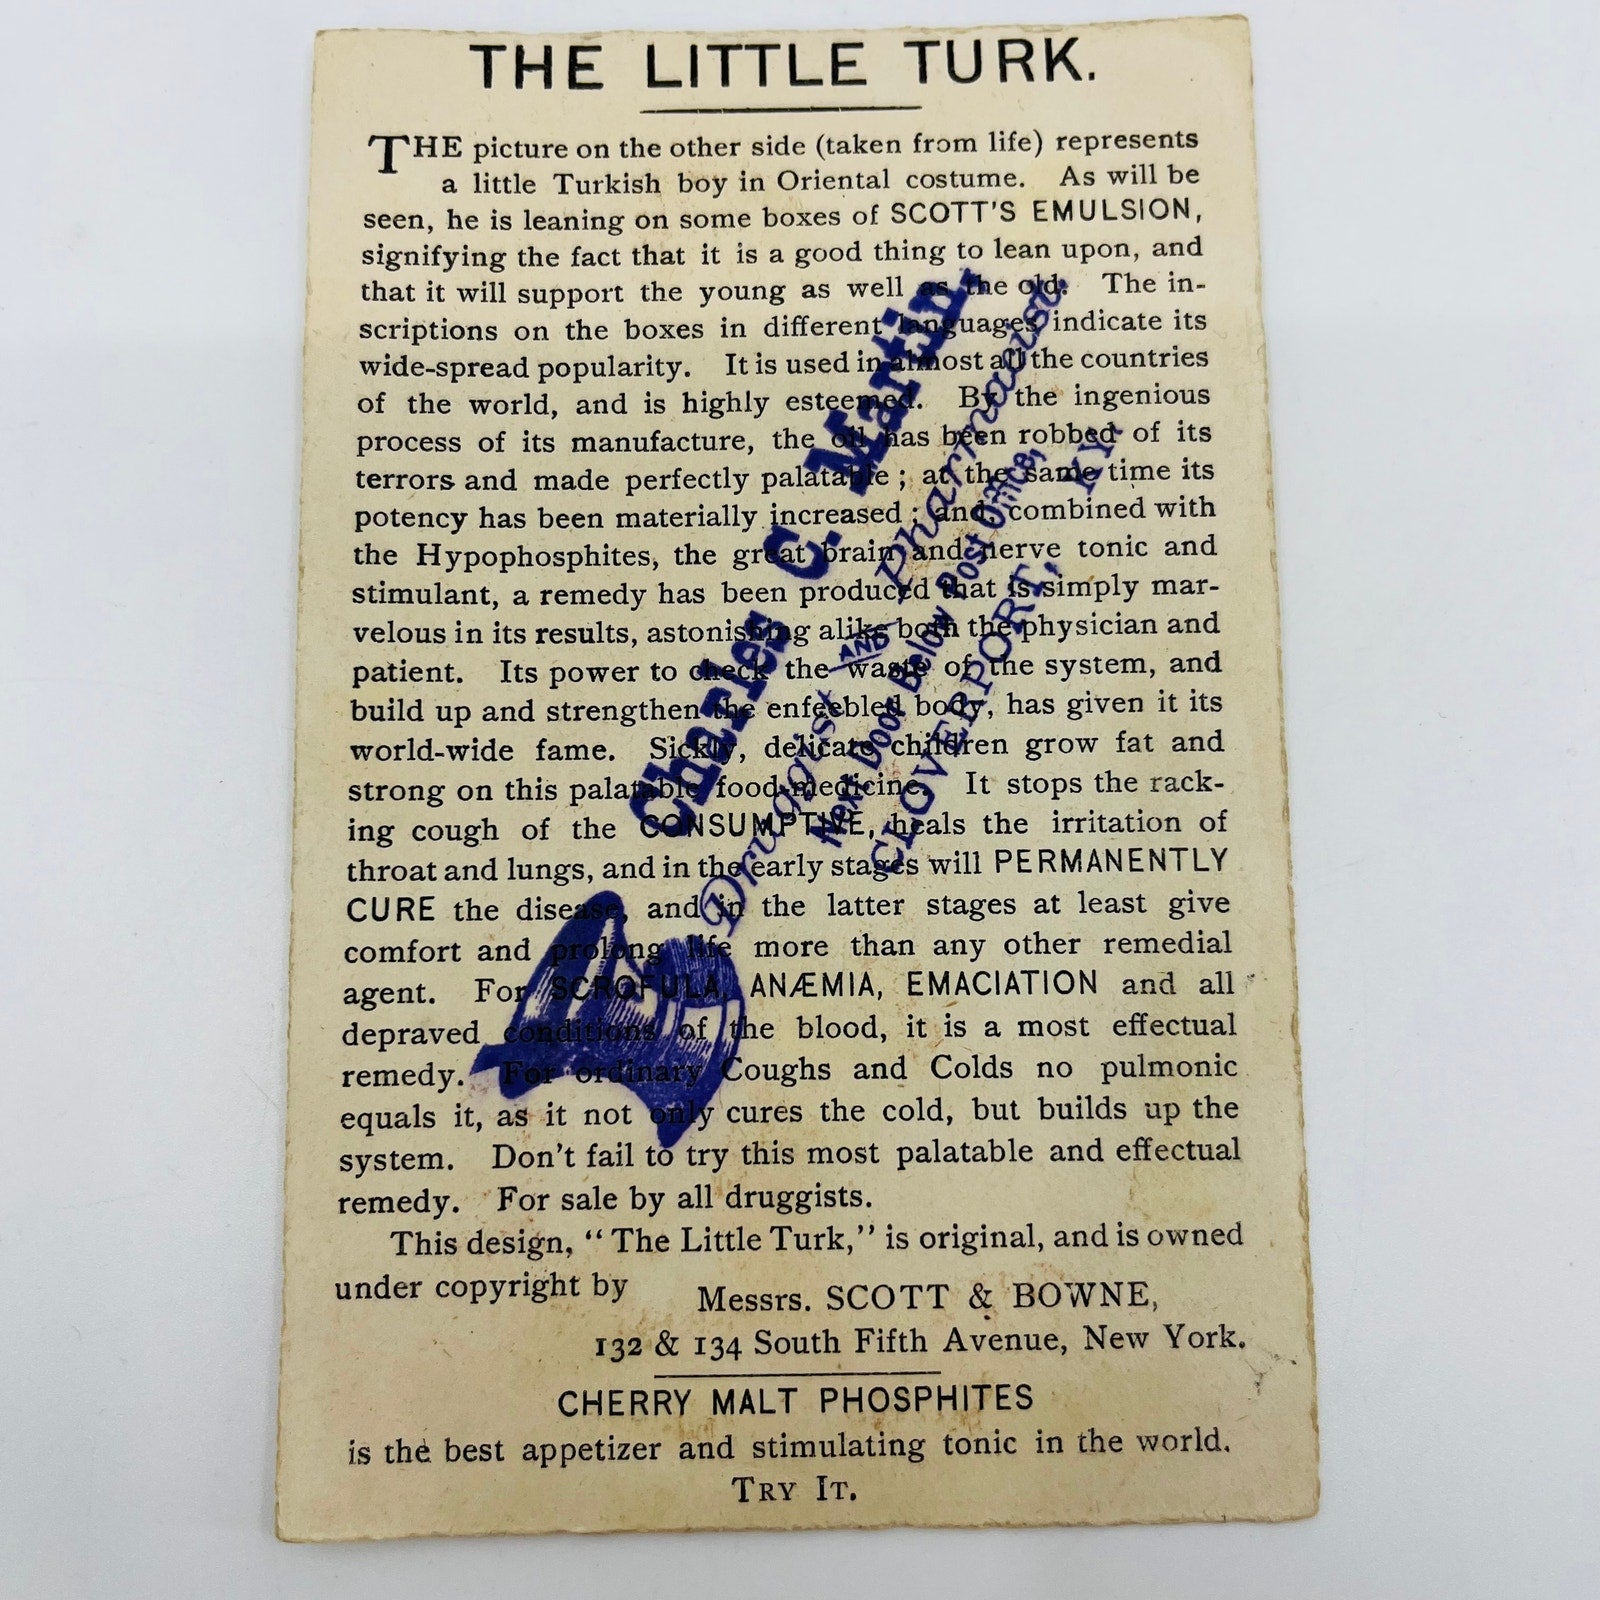 THE LITTLE TURK.
THE picture on the other side (taken from life) represents
a little Turkish boy in Oriental costume. As will be
seen, he is leaning on some boxes of SCOTT'S EMULSION,
signifying the fact that it is a good thing to lean upon, and
that it will support the young as well as the old. The in-
scriptions on the boxes in different languages indicate its
wide-spread popularity. It is used in almost all the countries
of the world, and is highly esteemed. By the ingenious
process of its manufacture, the oil has been robbed of its
terrors and made perfectly palatable; at the same time its
potency has been materially increased; and, combined with
the Hypophosphites, the great brain and nerve tonic and
stimulant, a remedy has been produced that is simply mar-
velous in its results, astonishing alike both the physician and
patient. Its power to check the waste of the system, and
build up and strengthen the enfeebled body, has given it its
world-wide fame. Sickly, delicate children grow fat and
strong on this palatable food-medicine. It stops the rack-
ing cough of the CONSUMPTIVE, heals the irritation of
throat and lungs, and in the early stages will PERMANENTLY
CURE the disease, and in the latter stages at least give
comfort and prolong life more than any other remedial
agent. For SCROFULA, ANÆMIA, EMACIATION and all
depraved conditions of the blood, it is a most effectual
remedy. For ordinary Coughs and Colds no pulmonic
equals it, as it not only cures the cold, but builds up the
system. Don't fail to try this most palatable and effectual
remedy. For sale by all druggists.
This design, "The Little Turk," is original, and is owned
under copyright by
Messrs. SCOTT & BOWNE,
132 & 134 South Fifth Avenue, New York.
CHERRY MALT PHOSPHITES
is the best appetizer and stimulating tonic in the world.
TRY IT.
Charles C. Martin,
Druggist AND Pharmacist.
Next Door Below Post Office,
CLOVERPORT, KY.